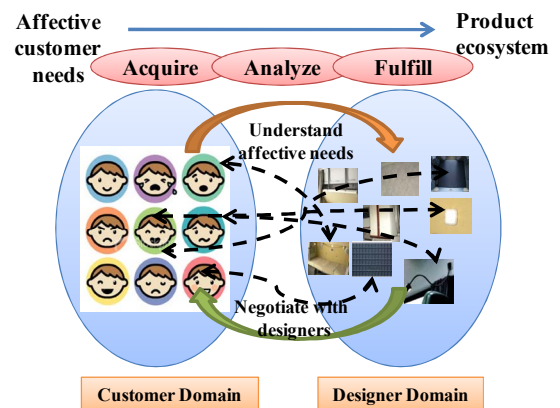 Affective
customer
needs
Product
ecosystem
Acquire
Analyze
Fulfill
Understand
affective needs
Negotiate with
designers
Customer Domain
Designer Domain